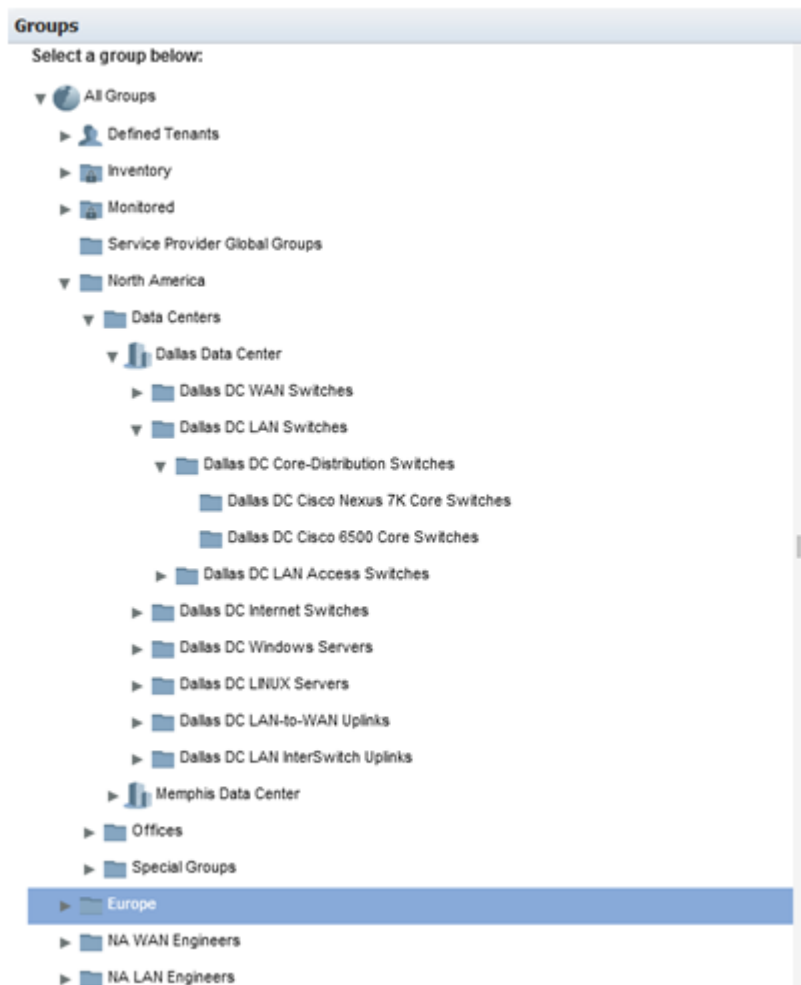 Groups
Select a group below:
All Groups
Defined Tenants
Inventory
Monitored
Service Provider Global Groups
North America
Data Centers
Dallas Data Center
Dallas DC WAN Switches
Dallas DC LAN Switches
Dallas DC Core-Distribution Switches
Dallas DC Cisco Nexus 7K Core Switches
Dallas DC Cisco 6500 Core Switches
Dallas DC LAN Access Switches
Dallas DC Internet Switches
Dallas DC Windows Servers
Dallas DC LINUX Servers
Dallas DC LAN-to-WAN Uplinks
Dallas DC LAN InterSwitch Uplinks
Memphis Data Center
Offices
Special Groups
Europe
NA WAN Engineers
NA LAN Engineers